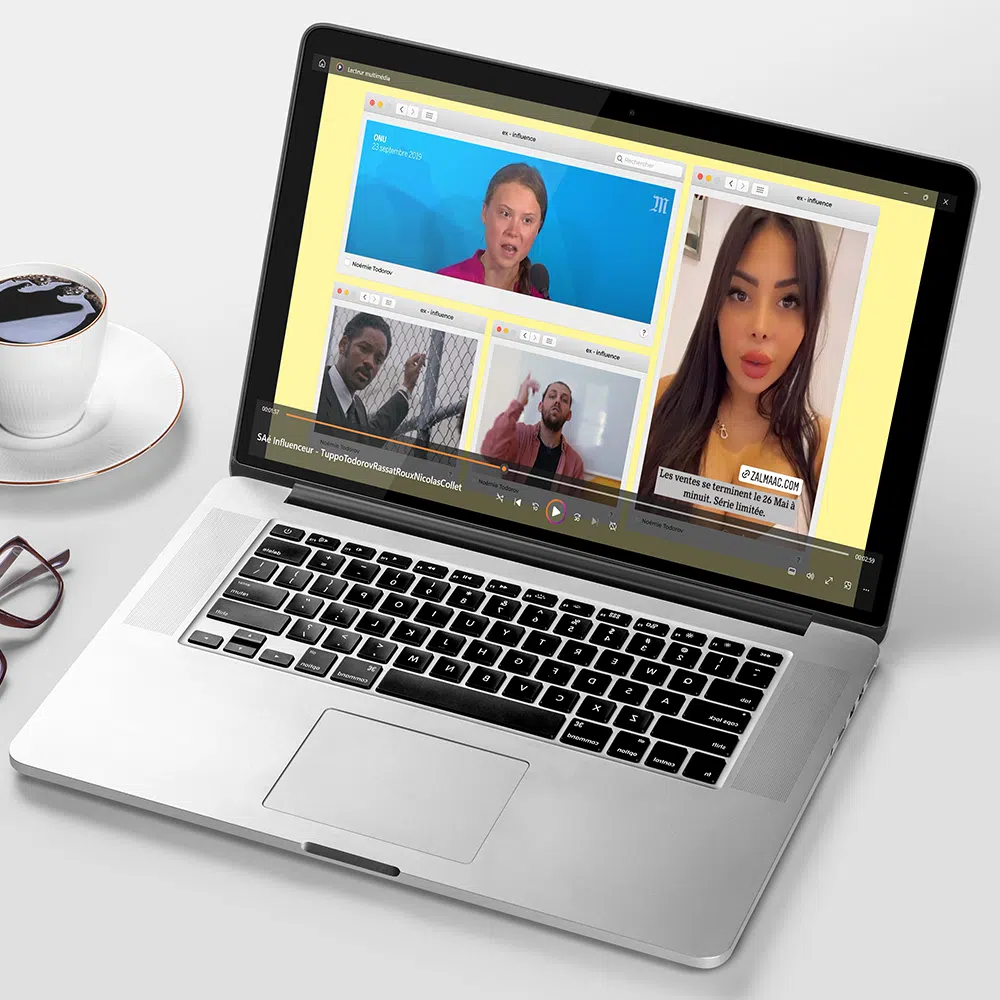 Lecteur multimédia
ex - influence
Rechercher
ONU
23 septembre 2019
M
Noémie Todorov
?
ex - influence
ZALMAAC.COM
Les ventes se terminent le 26 Mai à
minuit. Série limitée.
Noémie Todorov
ex - influence
Noémie Todorov
ex - influence
Noémie Todorov
00:01:57
00:02:59
SAé Influenceur - TuppoTodorovRassatRouxNicolasCollet
delete
return
shift
option
command
command
option
control
fn
tab
caps lock
shift
P
O
I
U
Y
T
R
E
W
Q
L
K
J
H
G
F
D
S
A
M
N
B
V
C
X
Z